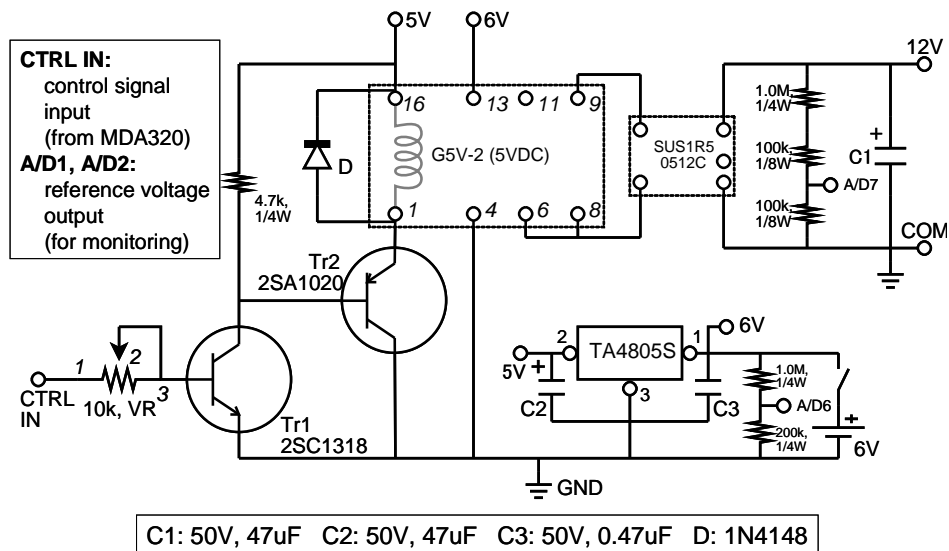 5V
6V
CTRL IN:
control signal
input
(from MDA320)
A/D1, A/D2:
reference voltage
output
(for monitoring)
16
13
11
9
D
G5V-2 (5VDC)
1
4
6
8
4.7k,
1/4W
SUS1R5
0512C
12V
1.0M,
1/4W
100k,
1/8W
A/D7
100k,
1/8W
+
C1
COM
Tr2
2SA1020
1
2
3
CTRL
IN
10k, VR
Tr1
2SC1318
2
TA4805S
1
6V
5V
+
3
C2
C3
1.0M,
1/4W
A/D6
200k,
1/4W
+
6V
GND
C1: 50V, 47uF C2: 50V, 47uF C3: 50V, 0.47uF D: 1N4148